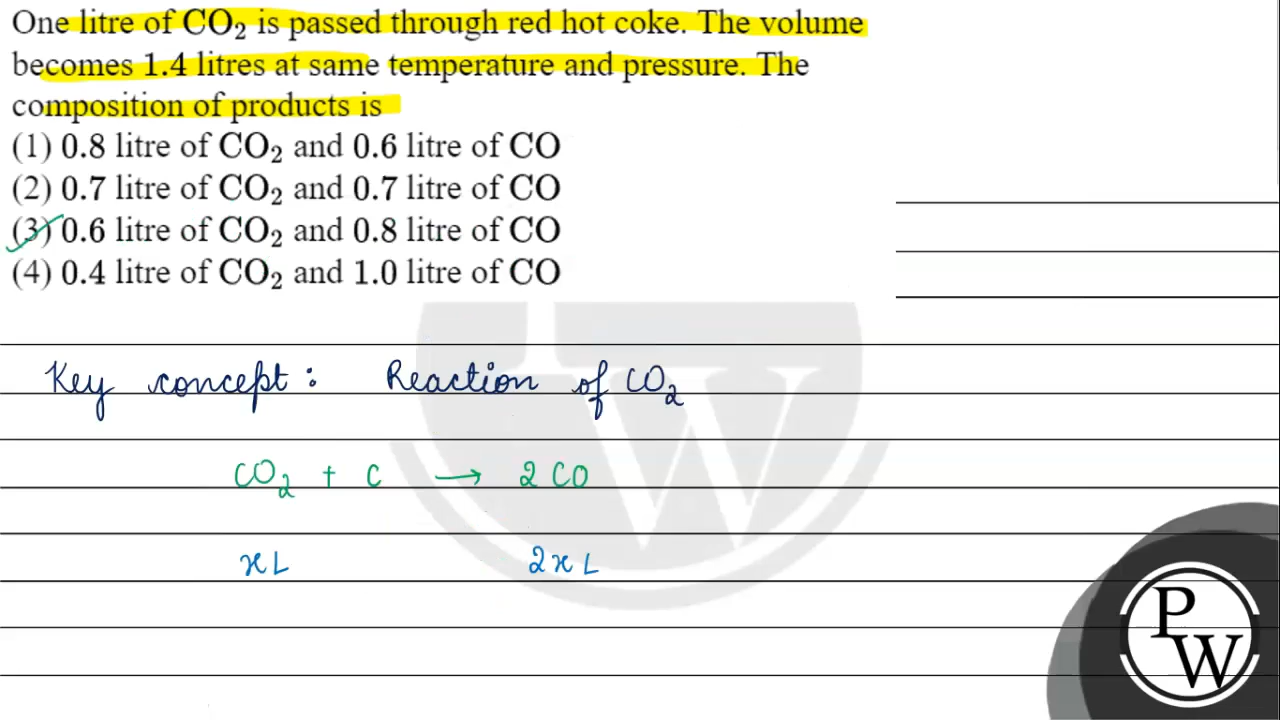 One litre of CO₂ is passed through red hot coke. The volume
becomes 1.4 litres at same temperature and pressure. The
composition of products is
(1) 0.8 litre of CO₂ and 0.6 litre of CO
(2) 0.7 litre of CO₂ and 0.7 litre of CO
(3) 0.6 litre of CO₂ and 0.8 litre of CO
(4) 0.4 litre of CO₂ and 1.0 litre of CO
Key concept : Reaction of CO₂
CO₂ + C → 2 CO
x L 2x L
P
W
W